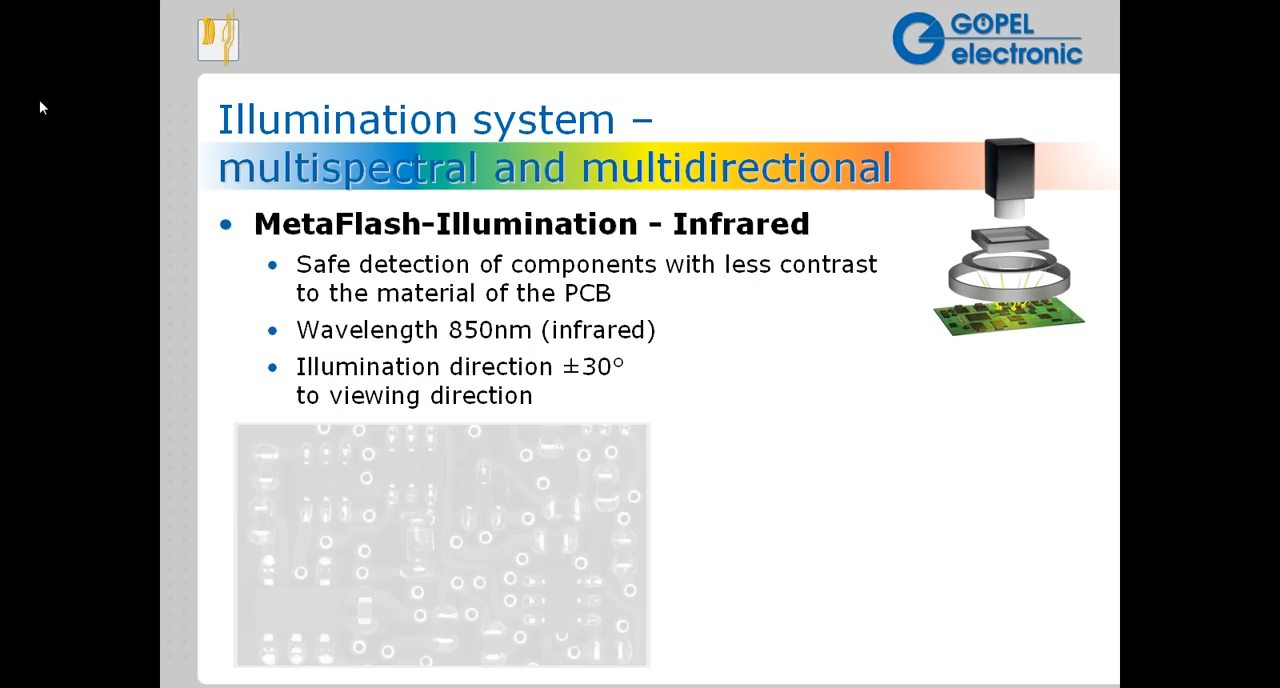 GÖPEL
electronic
Illumination system –
multispectral and multidirectional
• MetaFlash-Illumination - Infrared
• Safe detection of components with less contrast
to the material of the PCB
• Wavelength 850nm (infrared)
• Illumination direction ±30°
to viewing direction